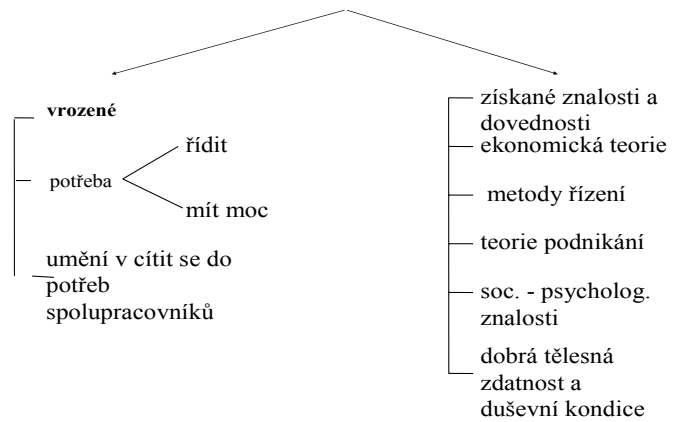 vrozené
potřeba
řídit
mít moc
umění v cítit se do
potřeb
spolupracovníků
získané znalosti a
dovednosti
ekonomická teorie
metody řízení
teorie podnikání
soc. - psycholog.
znalosti
dobrá tělesná
zdatnost a
duševní kondice